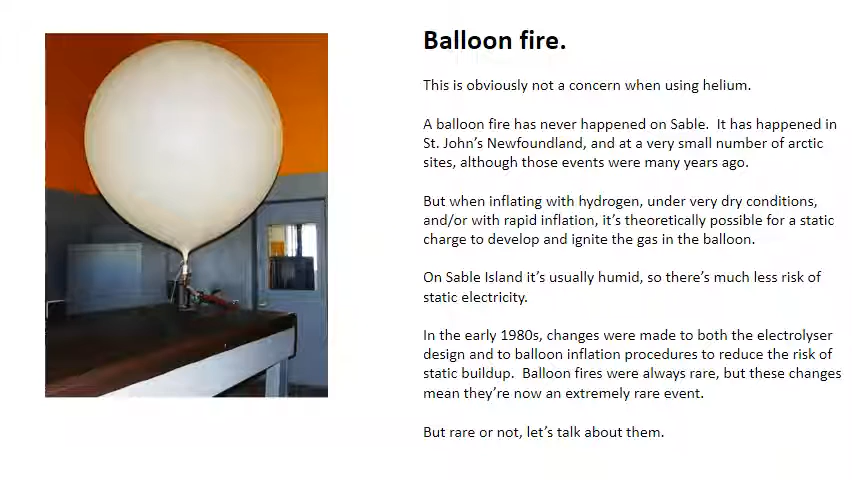 Balloon fire.
This is obviously not a concern when using helium.
A balloon fire has never happened on Sable.  It has happened in
St. John's Newfoundland, and at a very small number of arctic
sites, although those events were many years ago.
But when inflating with hydrogen, under very dry conditions,
and/or with rapid inflation, it's theoretically possible for a static
charge to develop and ignite the gas in the balloon.
On Sable Island it's usually humid, so there's much less risk of
static electricity.
In the early 1980s, changes were made to both the electrolyser
design and to balloon inflation procedures to reduce the risk of
static buildup.  Balloon fires were always rare, but these changes
mean they're now an extremely rare event.
But rare or not, let's talk about them.